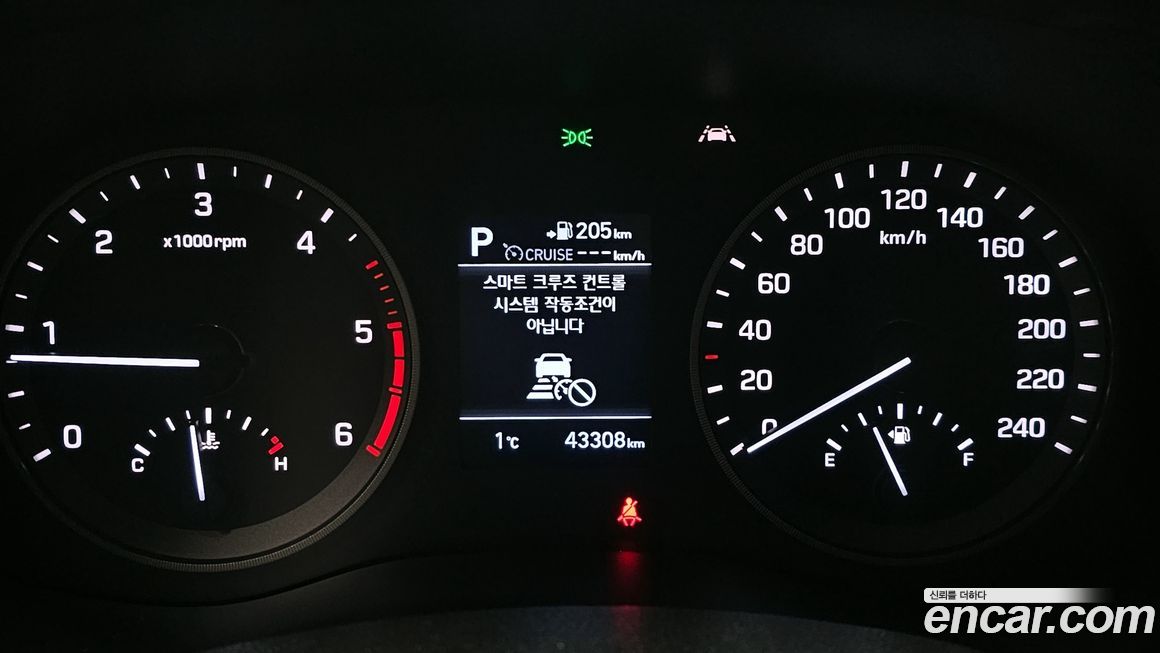 0
1
2
3
4
5
6
x1000rpm
C
H
P
205km
CRUISE ---km/h
스마트 크루즈 컨트롤
시스템 작동조건이
아닙니다
1℃ 43308km
0
20
40
60
80
100
120
140
160
180
200
220
240
km/h
E
F
신뢰를 더하다
encar.com